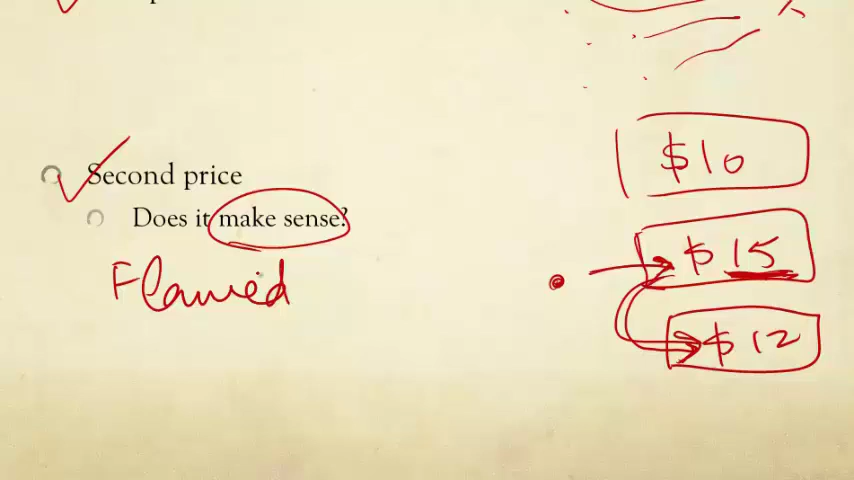 Second price
Does it make sense?
Flawed
$10
$15
$12